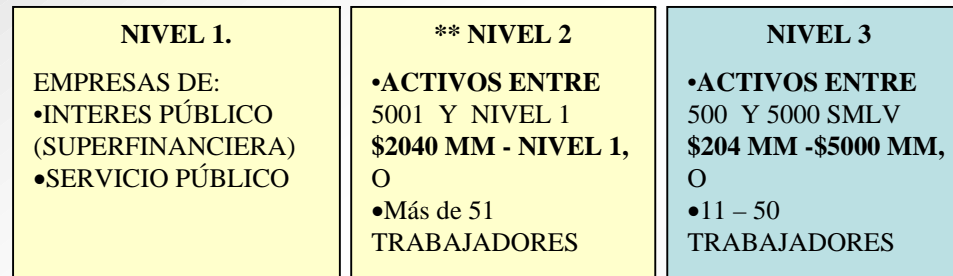 NIVEL 1.
EMPRESAS DE:
•INTERES PÚBLICO
(SUPERFINANCIERA)
•SERVICIO PÚBLICO
** NIVEL 2
•ACTIVOS ENTRE
5001 Y NIVEL 1
$2040 MM - NIVEL 1,
O
•Más de 51
TRABAJADORES
NIVEL 3
•ACTIVOS ENTRE
500 Y 5000 SMLV
$204 MM -$5000 MM,
O
•11 – 50
TRABAJADORES